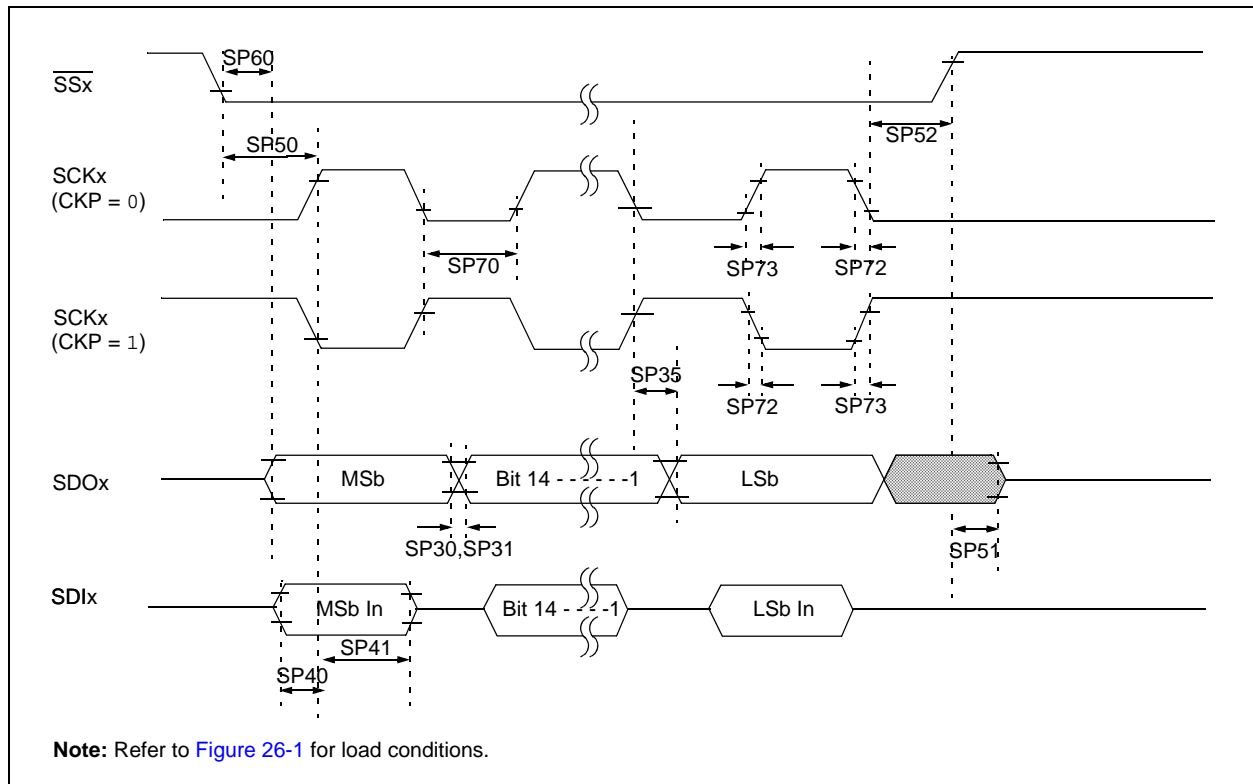 SP60
SSx
SP52
SP50
SCKx
(CKP = 0)
SP70
SP73
SP72
SCKx
(CKP = 1)
SP35
SP72
SP73
SDOx
MSb
Bit 14 - - - - - -1
LSb
SP30,SP31
SP51
SDIx
MSb In
Bit 14 - - - -1
LSb In
SP41
SP40
Note: Refer to Figure 26-1 for load conditions.